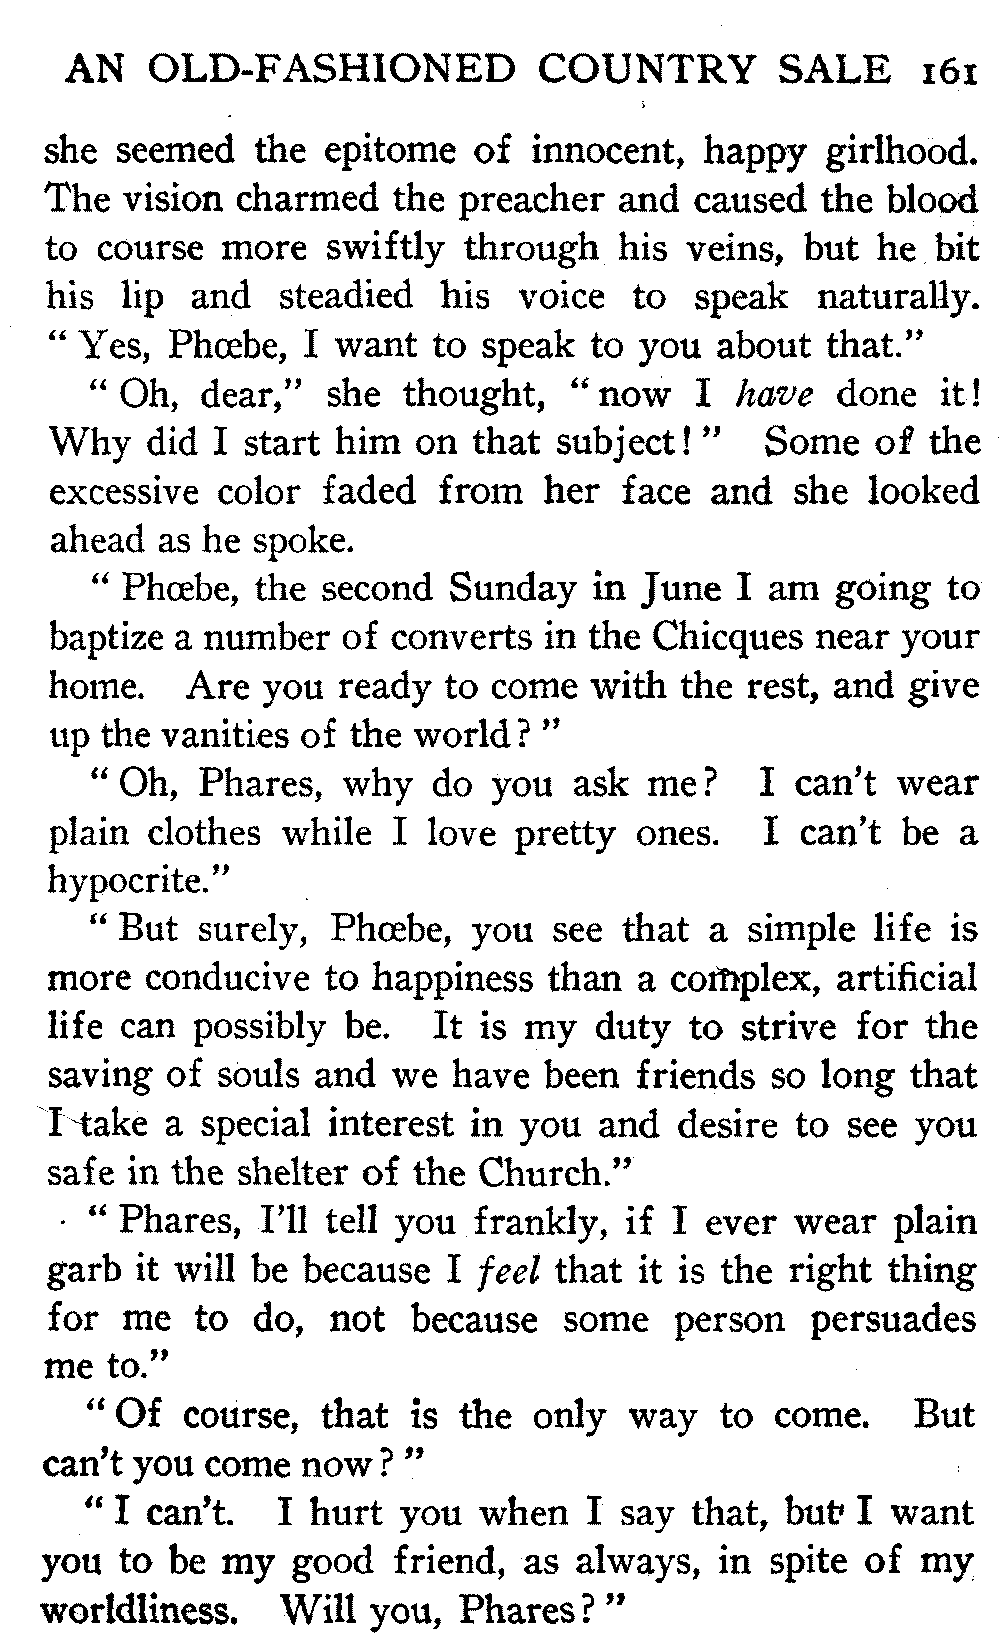 AN OLD-FASHIONED COUNTRY SALE 161
she seemed the epitome of innocent, happy girlhood.
The vision charmed the preacher and caused the blood
to course more swiftly through his veins, but he bit
his lip and steadied his voice to speak naturally.
“ Yes, Phœbe, I want to speak to you about that.”
“ Oh, dear,” she thought, “ now I have done it!
Why did I start him on that subject! ” Some of the
excessive color faded from her face and she looked
ahead as he spoke.
“ Phœbe, the second Sunday in June I am going to
baptize a number of converts in the Chicques near your
home. Are you ready to come with the rest, and give
up the vanities of the world? ”
“ Oh, Phares, why do you ask me? I can't wear
plain clothes while I love pretty ones. I can't be a
hypocrite.”
“ But surely, Phœbe, you see that a simple life is
more conducive to happiness than a complex, artificial
life can possibly be. It is my duty to strive for the
saving of souls and we have been friends so long that
I take a special interest in you and desire to see you
safe in the shelter of the Church.”
“ Phares, I'll tell you frankly, if I ever wear plain
garb it will be because I feel that it is the right thing
for me to do, not because some person persuades
me to.”
“ Of course, that is the only way to come. But
can't you come now? ”
“ I can't. I hurt you when I say that, but I want
you to be my good friend, as always, in spite of my
worldliness. Will you, Phares? ”